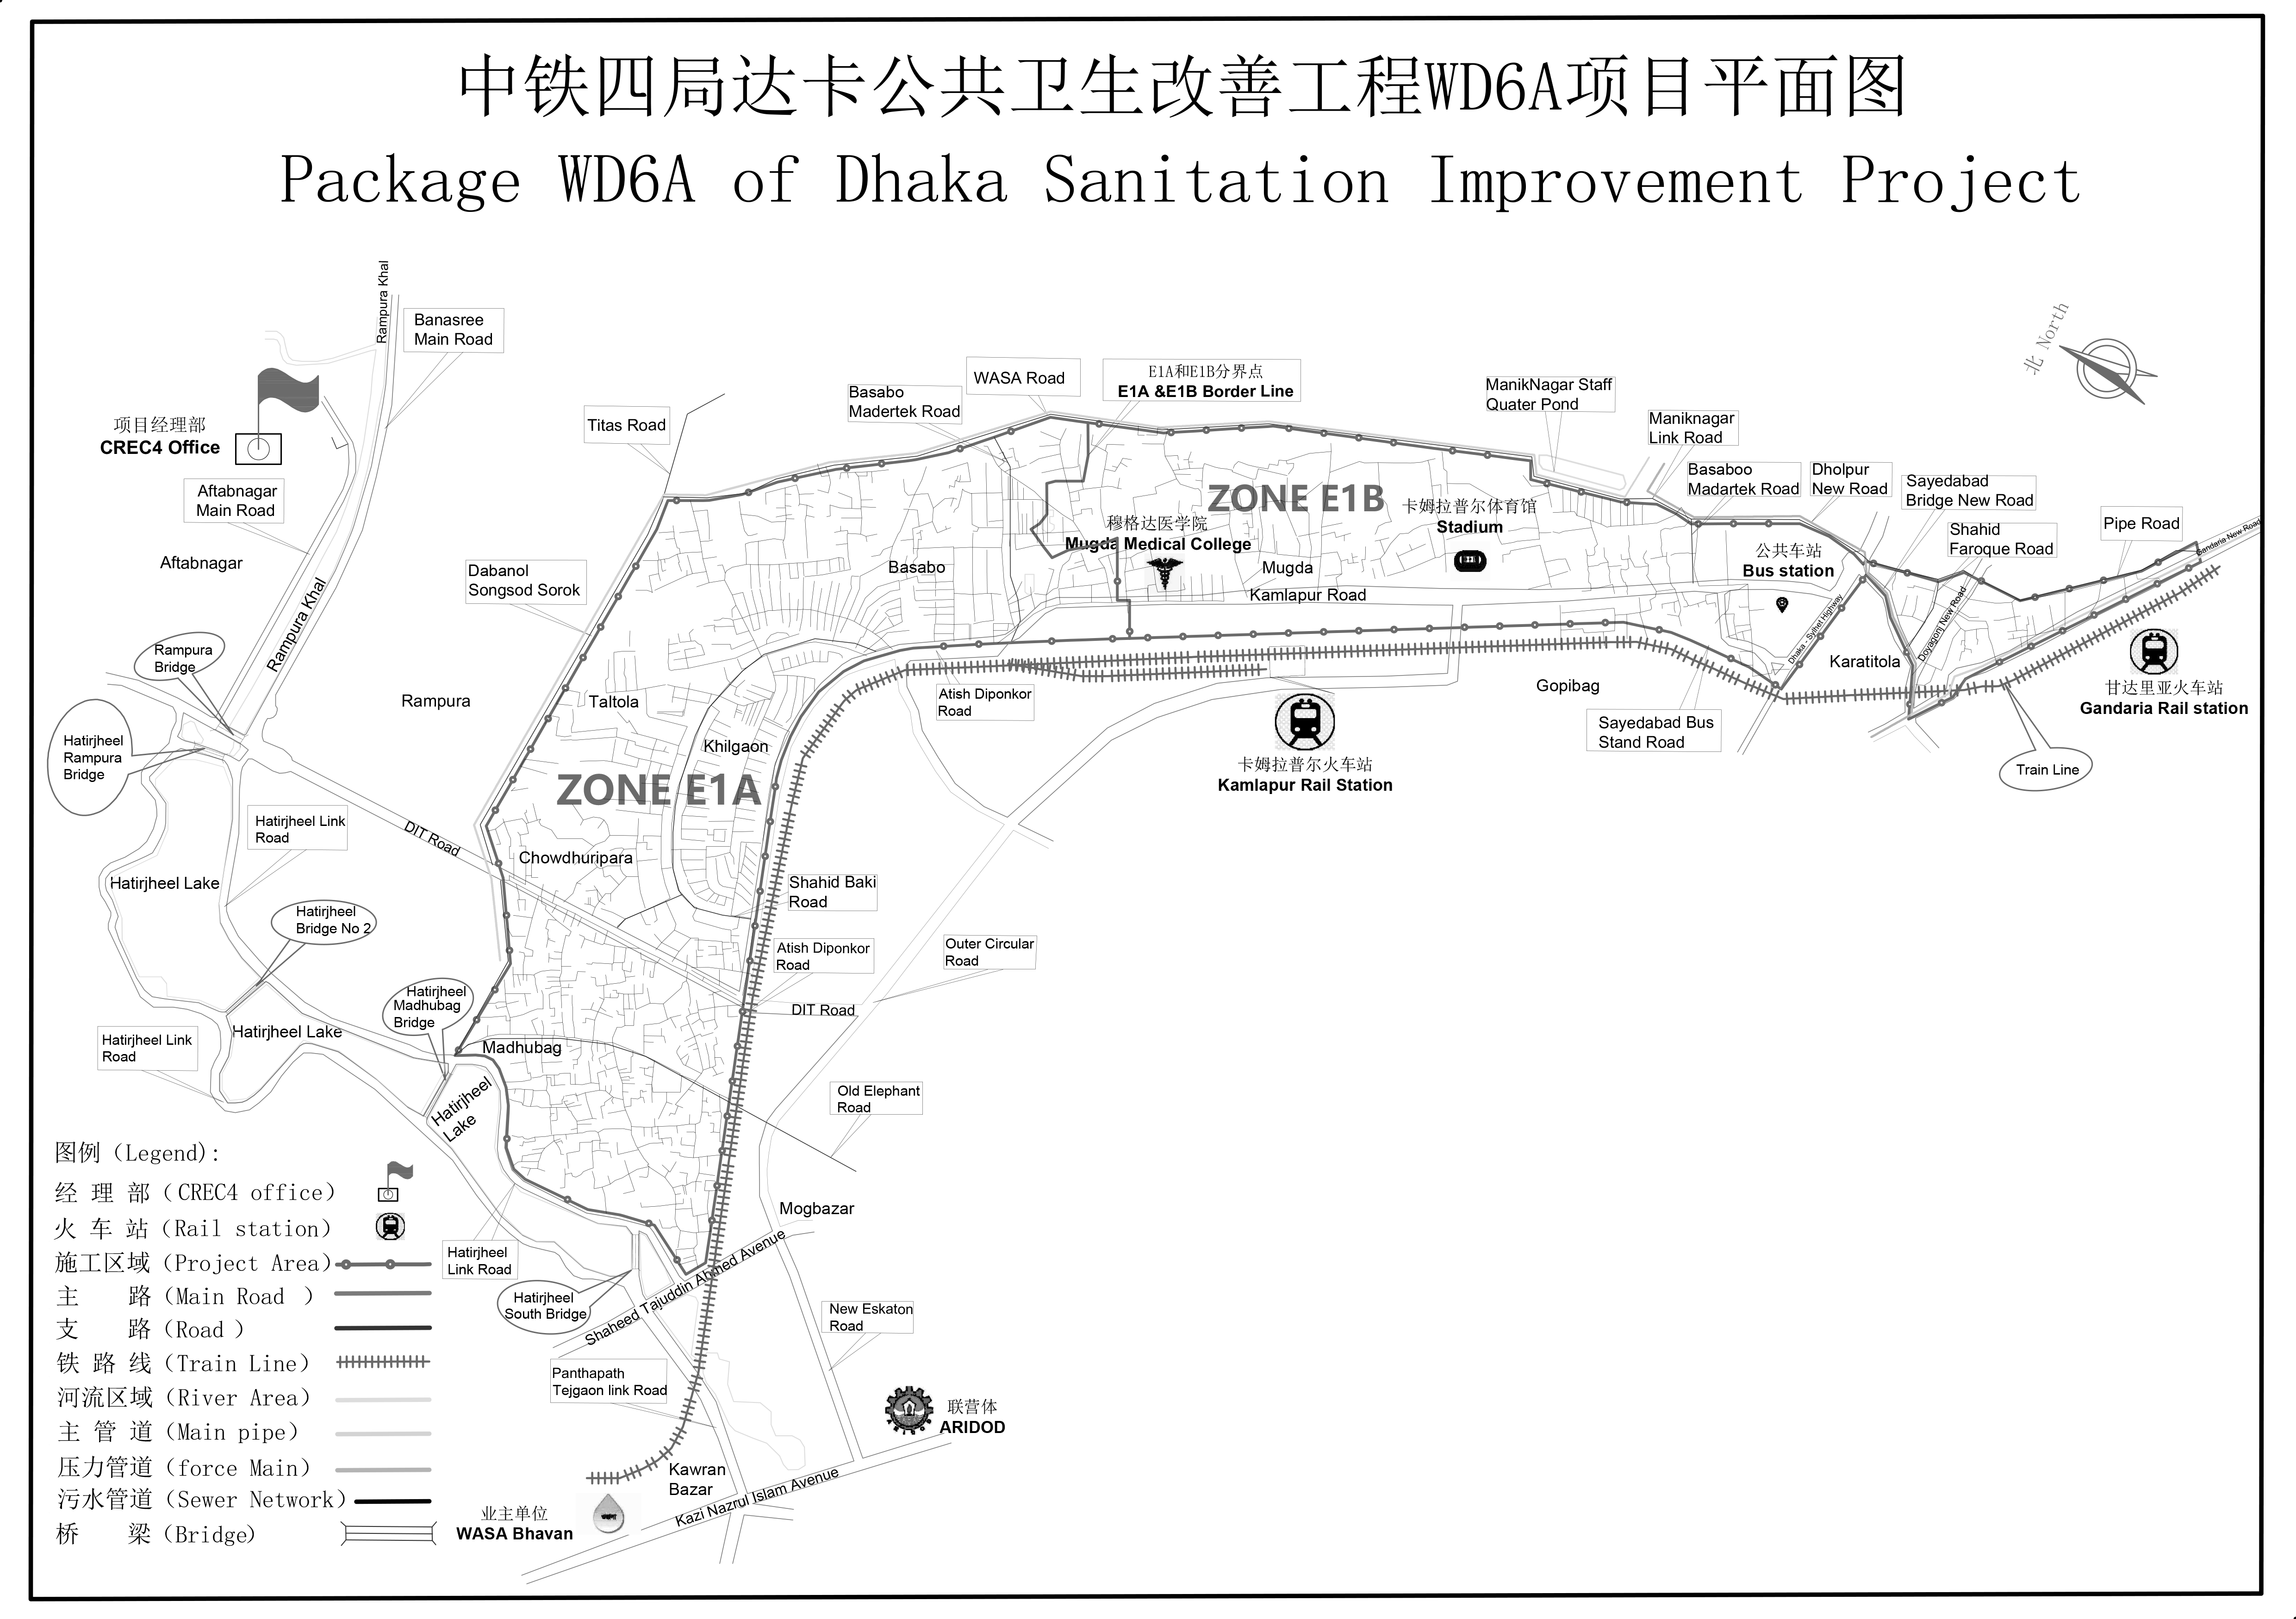 中铁四局达卡公共卫生改善工程WD6A项目平面图
Package WD6A of Dhaka Sanitation Improvement Project
Rampura Khal
Banasree
Main Road
北 North
项目经理部
CREC4 Office
Aftabnagar
Main Road
Aftabnagar
Rampura Khal
Rampura
Bridge
Hatirjheel
Rampura
Bridge
Titas Road
Basabo
Madertek Road
WASA Road
E1A和E1B分界点
E1A &E1B Border Line
ManikNagar Staff
Quater Pond
Maniknagar
Link Road
Basaboo
Madartek Road
Dholpur
New Road
Sayedabad
Bridge New Road
Shahid
Faroque Road
Pipe Road
Gandaria New Road
ZONE E1B
卡姆拉普尔体育馆
Stadium
穆格达医学院
Mugda Medical College
公共车站
Bus station
Dabanol
Songsod Sorok
Basabo
Mugda
Kamlapur Road
Dhaka - Syhet Highway
Doyagonj New Road
Karatitola
甘达里亚火车站
Gandaria Rail station
Rampura
Taltola
Khilgaon
Atish Diponkor
Road
Gopibag
Sayedabad Bus
Stand Road
卡姆拉普尔火车站
Kamlapur Rail Station
Train Line
ZONE E1A
DIT Road
Hatirjheel Link
Road
Chowdhuripara
Hatirjheel Lake
Shahid Baki
Road
Hatirjheel
Bridge No 2
Atish Diponkor
Road
Outer Circular
Road
Hatirjheel
Madhubag
Bridge
DIT Road
Hatirjheel Lake
Hatirjheel Link
Road
Madhubag
Hatirjheel
Lake
Old Elephant
Road
Mogbazar
Hatirjheel
Link Road
Hatirjheel
South Bridge
Shaheed Tajuddin Ahmed Avenue
New Eskaton
Road
Panthapath
Tejgaon link Road
联营体
ARIDOD
Kawran
Bazar
Kazi Nazrul Islam Avenue
业主单位
WASA Bhavan
图例（Legend）:
经 理 部（CREC4 office）
火 车 站（Rail station）
施工区域（Project Area）
主 路（Main Road ）
支 路（Road ）
铁 路 线（Train Line）
河流区域（River Area）
主 管 道（Main pipe）
压力管道（force Main）
污水管道（Sewer Network）
桥 梁（Bridge）